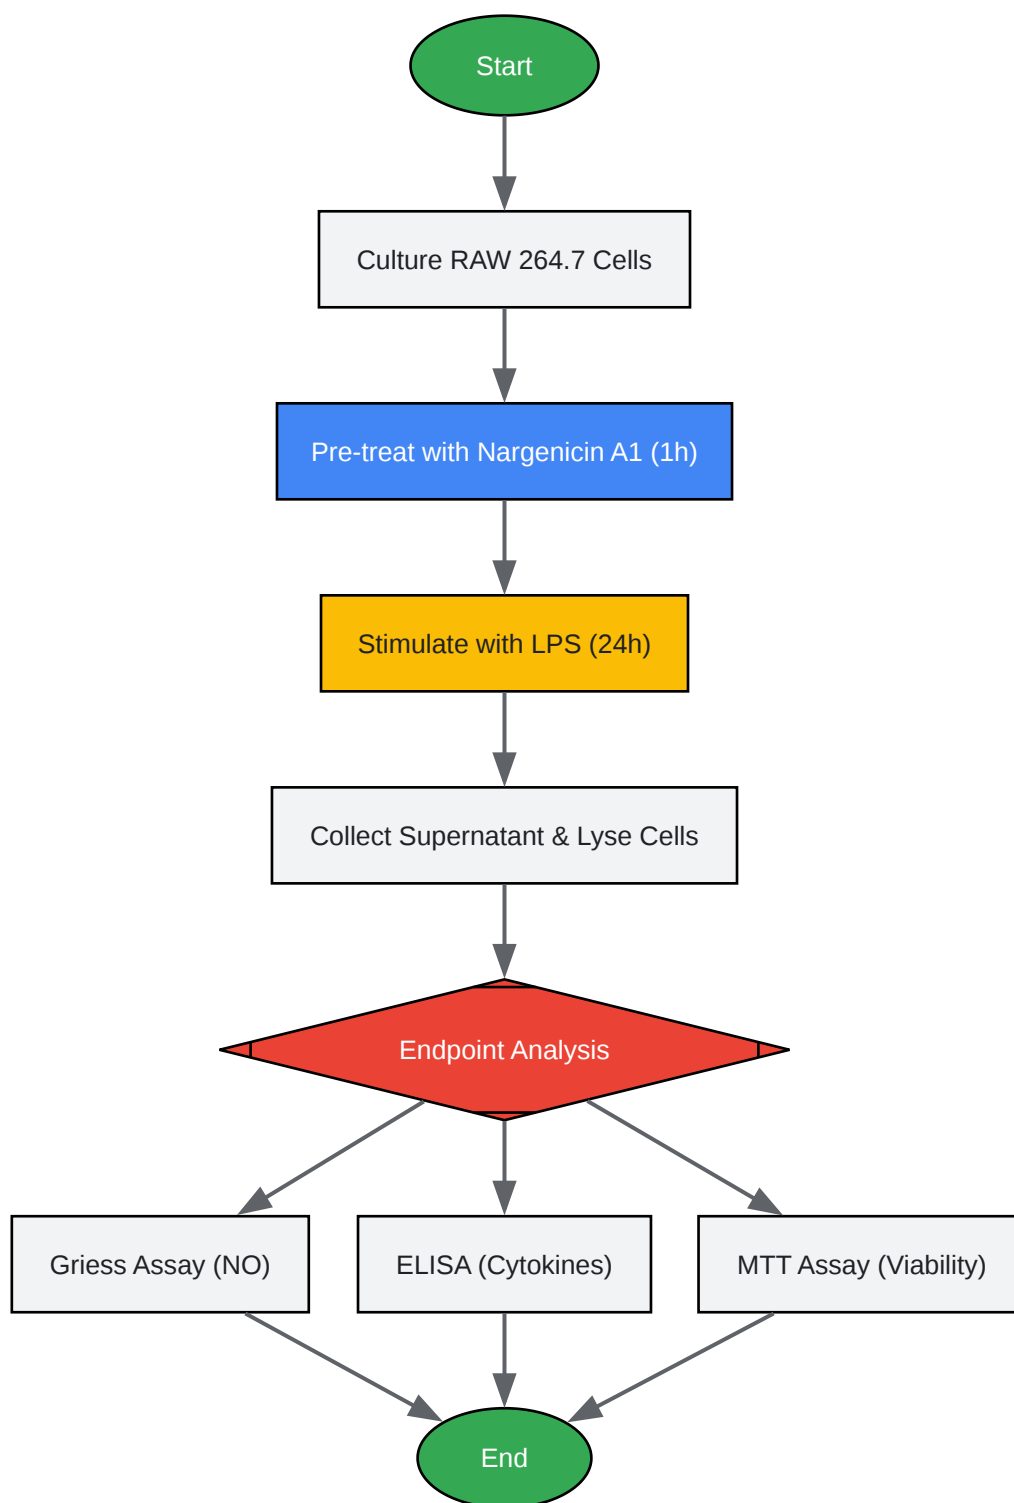 Start
Culture RAW 264.7 Cells
Pre-treat with Nargenicin A1 (1h)
Stimulate with LPS (24h)
Collect Supernatant & Lyse Cells
Endpoint Analysis
Griess Assay (NO)
ELISA (Cytokines)
MTT Assay (Viability)
End